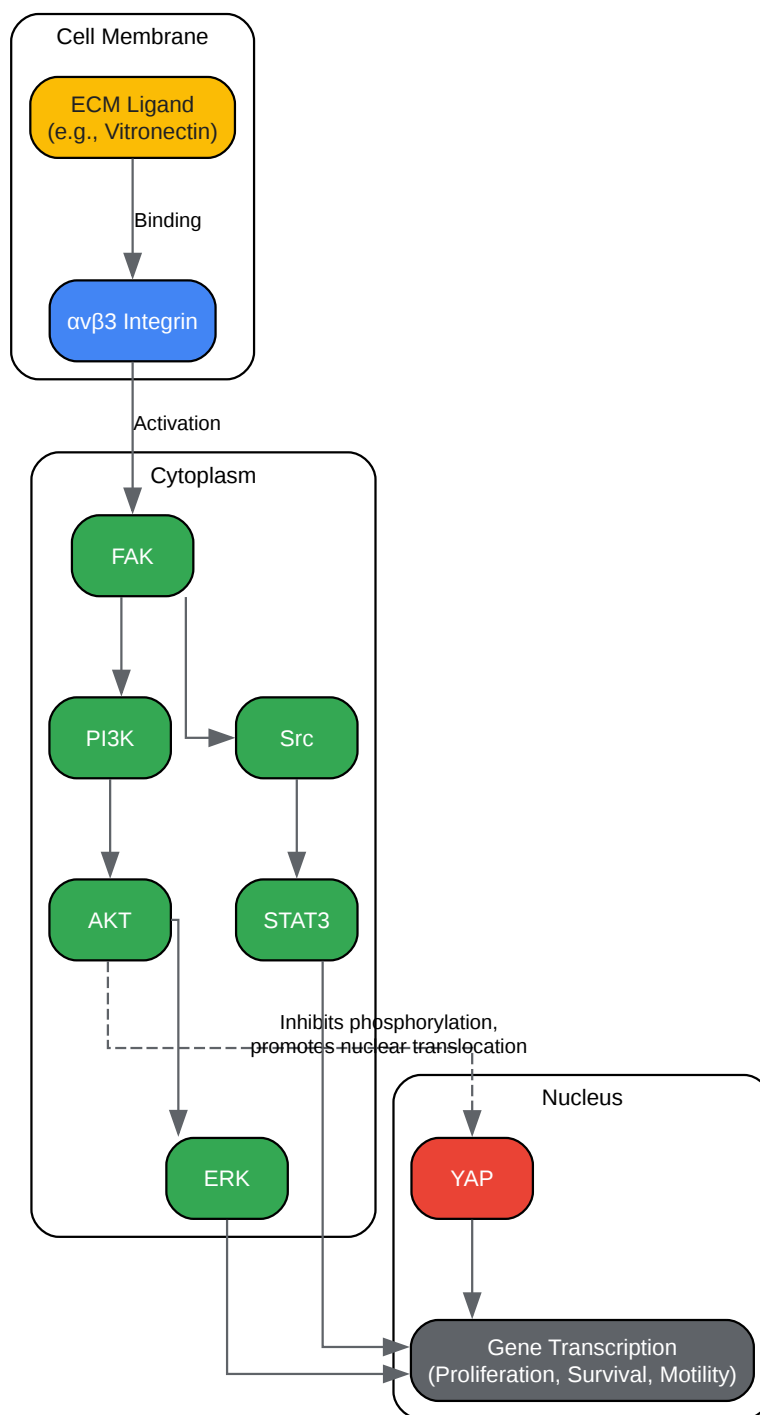 Cell Membrane
ECM Ligand
(e.g., Vitronectin)
Binding
αvβ3 Integrin
Activation
Cytoplasm
FAK
PI3K
Src
AKT
STAT3
Inhibits phosphorylation,
promotes nuclear translocation
Nucleus
ERK
YAP
Gene Transcription
(Proliferation, Survival, Motility)